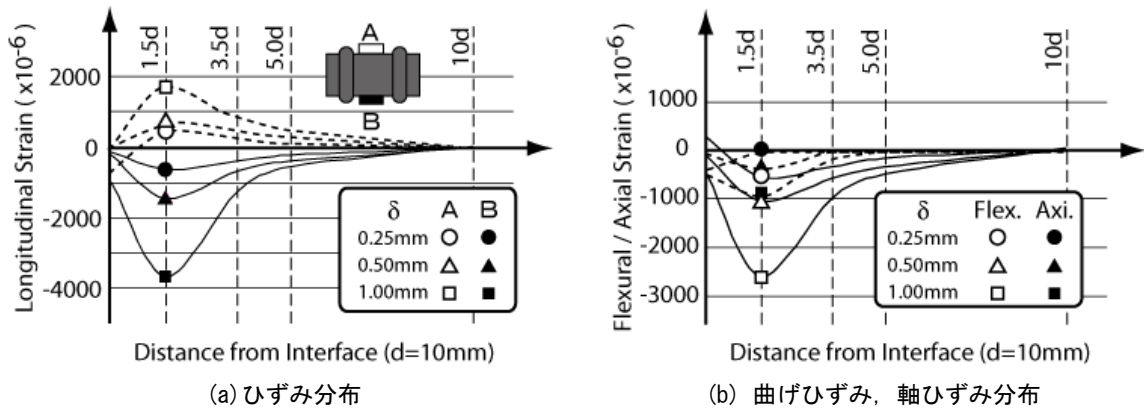 Longitudinal Strain ( x10⁻⁶)
1.5d
3.5d
5.0d
10d
2000
0
-2000
-4000
A
B
δ A B
0.25mm
0.50mm
1.00mm
Distance from Interface (d=10mm)
(a) ひずみ分布
Flexural / Axial Strain ( x10⁻⁶)
1.5d
3.5d
5.0d
10d
1000
0
-1000
-2000
-3000
δ Flex. Axi.
0.25mm
0.50mm
1.00mm
Distance from Interface (d=10mm)
(b) 曲げひずみ，軸ひずみ分布